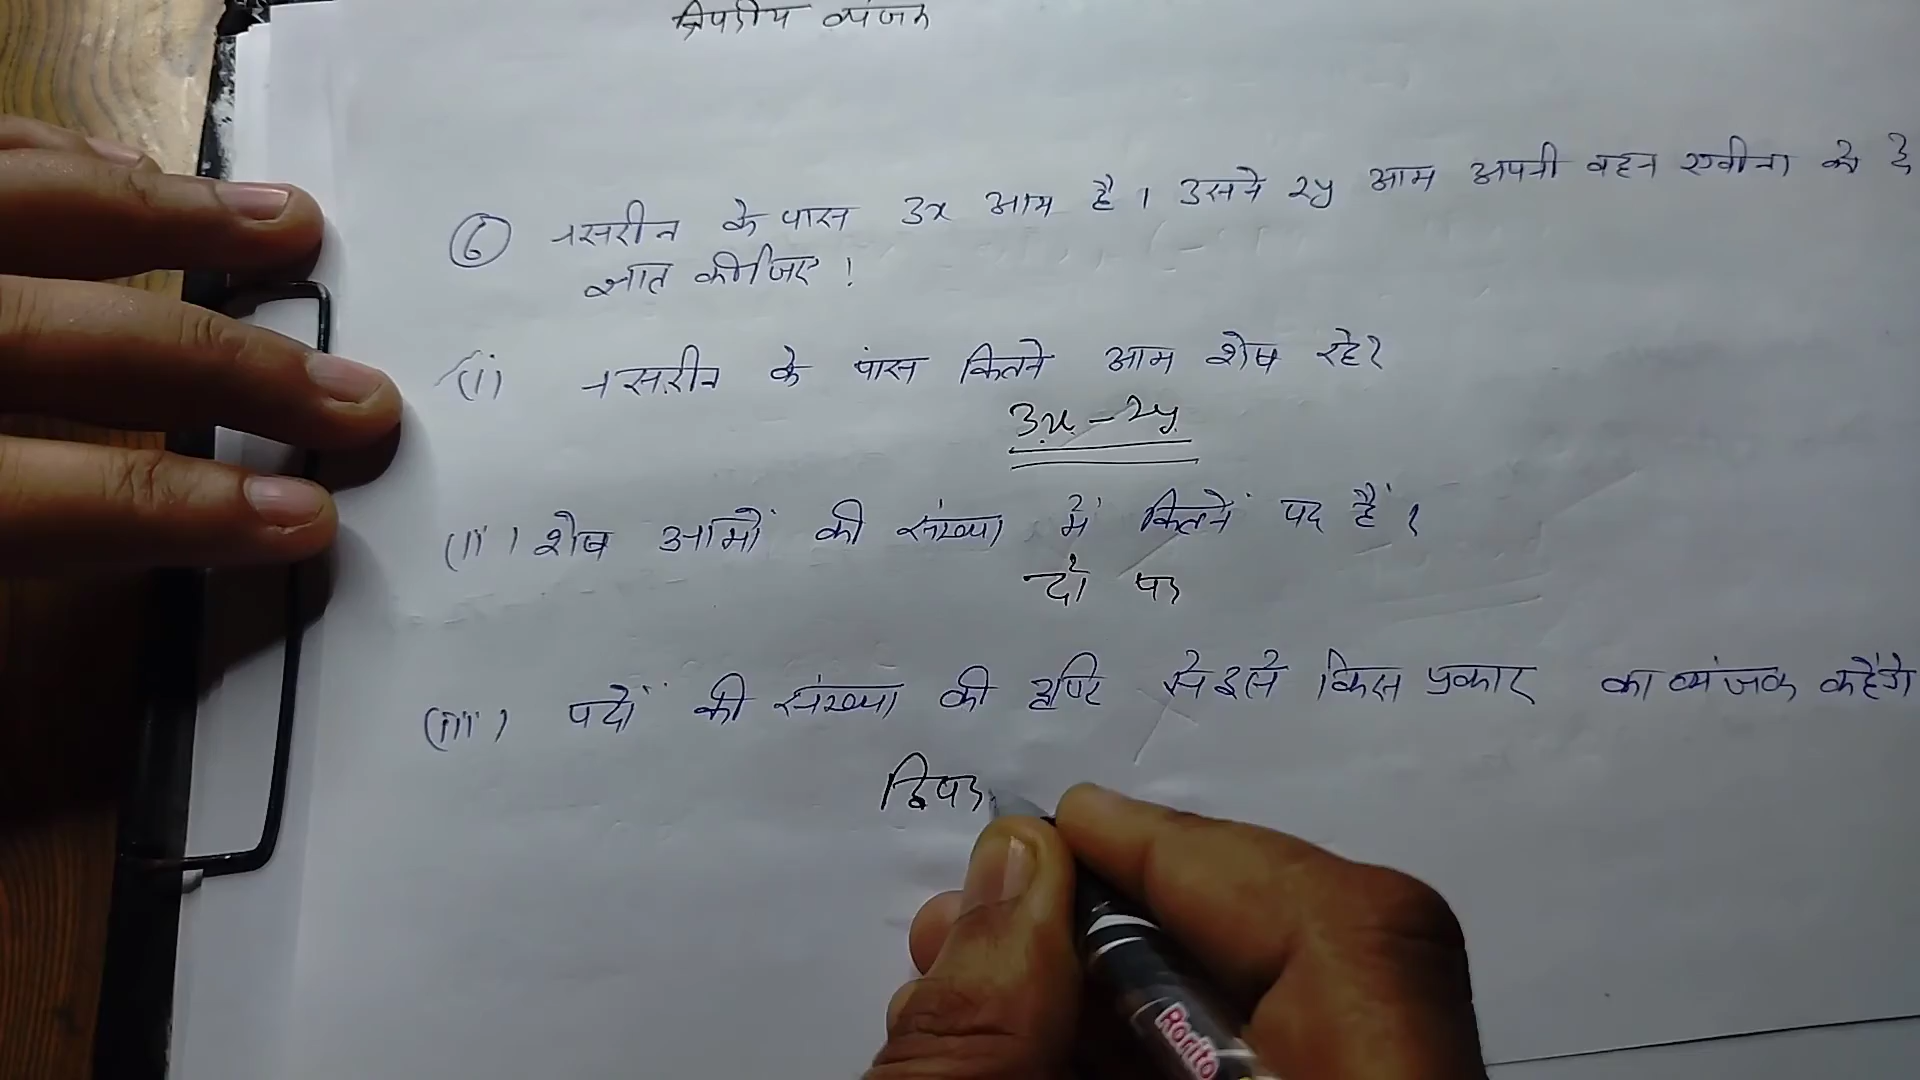 त्रिपदीय व्यंजक
⑥ नसरीन के पास 3x आम है । उसने 2y आम अपनी बहन को दे
ज्ञात कीजिए !
(i) नसरीन के पास कितने आम शेष रहे?
3x - 2y
(ii) शेष आमों की संख्या में कितने पद हैं ?
दो पद
(iii) पदों की संख्या की दृष्टि से इसे किस प्रकार का व्यंजक कहेंगे
द्विपद
Rorito